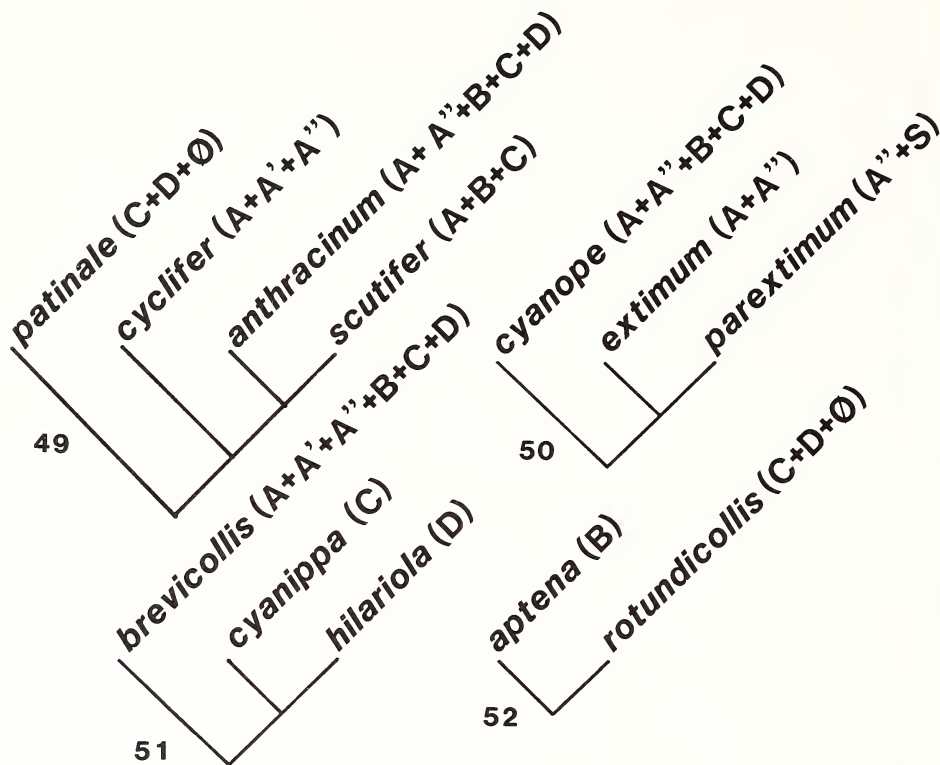 patinale (C+D+Ø)
cyclifer (A+A'+A'')
anthracinum (A+A''+B+C+D)
scutifer (A+B+C)
49
cyanope (A+A''+B+C+D)
extimum (A+A'')
parextimum (A''+S)
50
brevicollis (A+A'+A''+B+C+D)
cyanippa (C)
hilariola (D)
51
aptena (B)
rotundicollis (C+D+Ø)
52